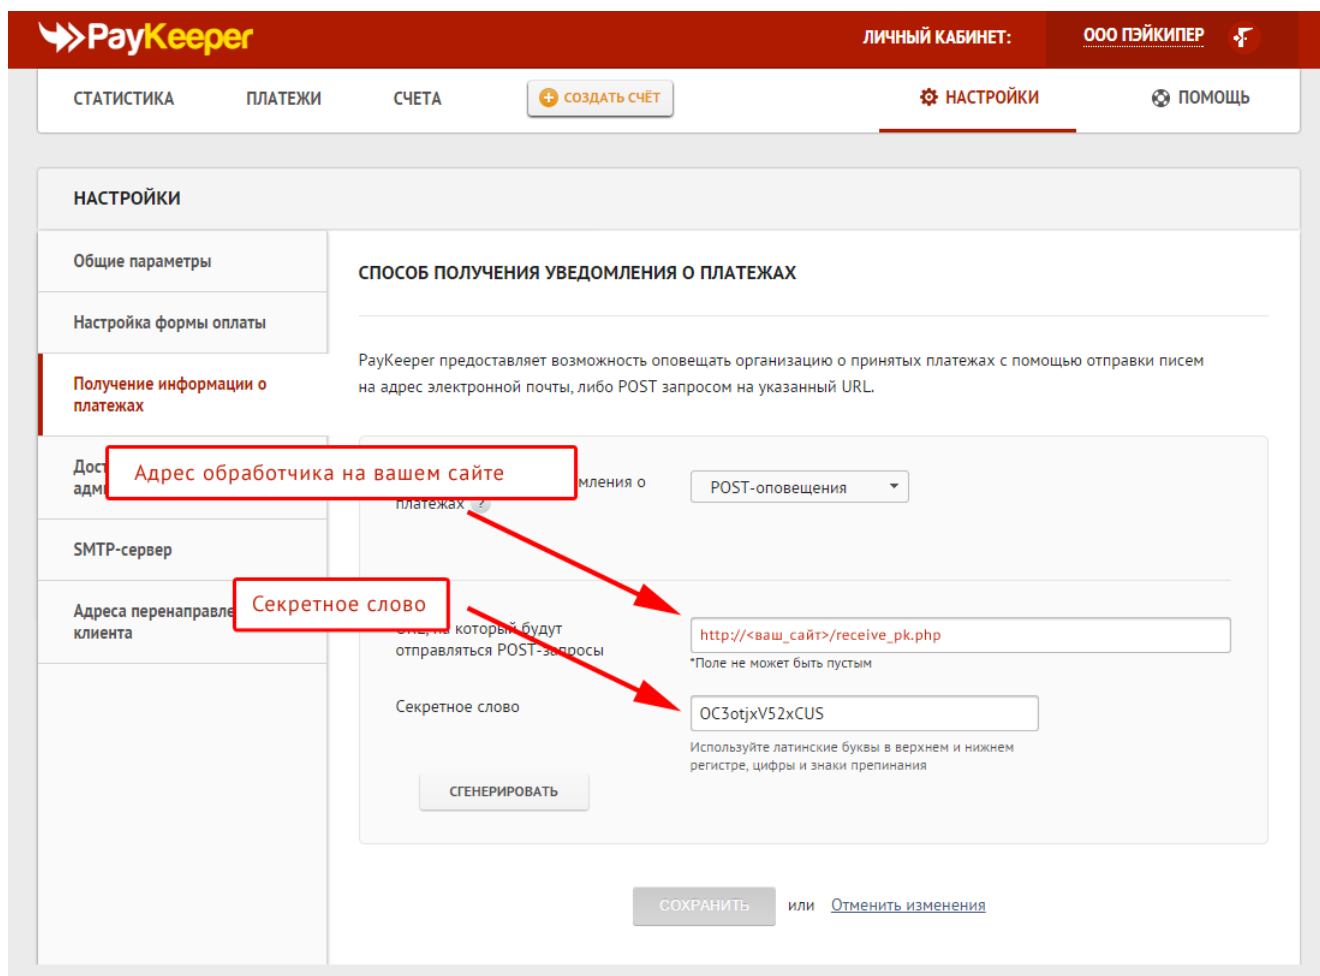 PayKeeper
ЛИЧНЫЙ КАБИНЕТ:
ООО ПЭЙКИПЕР
СТАТИСТИКА
ПЛАТЕЖИ
СЧЕТА
СОЗДАТЬ СЧЁТ
НАСТРОЙКИ
ПОМОЩЬ
НАСТРОЙКИ
Общие параметры
Настройка формы оплаты
Получение информации о
платежах
SMTP-сервер
Адреса
клиента
СПОСОБ ПОЛУЧЕНИЯ УВЕДОМЛЕНИЯ О ПЛАТЕЖАХ
PayKeeper предоставляет возможность оповещать организацию о принятых платежах с помощью отправки писем
на адрес электронной почты, либо POST запросом на указанный URL.
Адрес обработчика на вашем сайте
о
платежах ?
POST-оповещения
Секретное слово
который будут
отправляться POST-запросы
http://<ваш_сайт>/receive_pk.php
*Поле не может быть пустым
Секретное слово
OC3otjxV52xCUS
Используйте латинские буквы в верхнем и нижнем
регистре, цифры и знаки препинания
СГЕНЕРИРОВАТЬ
СОХРАНИТЬ
или
Отменить изменения